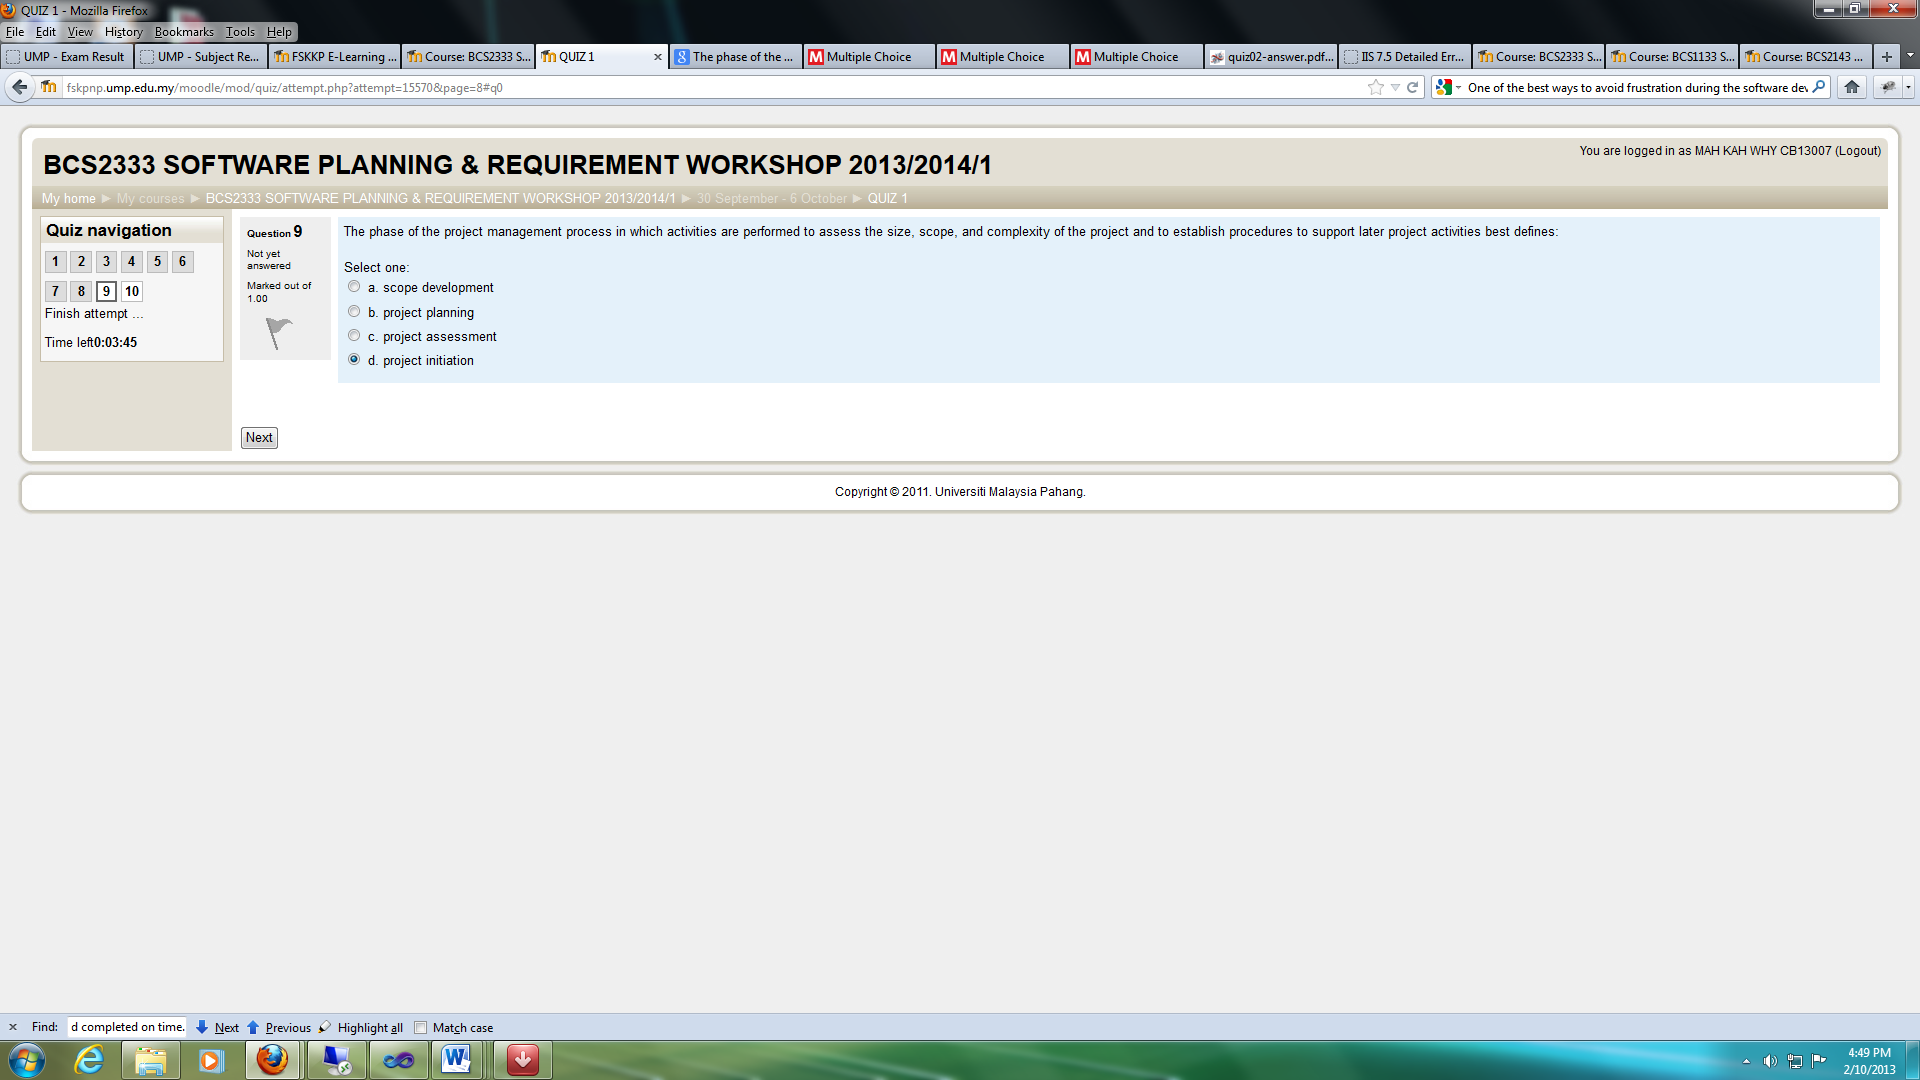 QUIZ 1 - Mozilla Firefox
File Edit View History Bookmarks Tools Help
UMP - Exam Result UMP - Subject Re... FSKKP E-Learning ... Course: BCS2333 S... QUIZ 1 The phase of the ... Multiple Choice Multiple Choice Multiple Choice quiz02-answer.pdf... IIS 7.5 Detailed Err... Course: BCS2333 S... Course: BCS1133 S... Course: BCS2143 ...
fskpnp.ump.edu.my/moodle/mod/quiz/attempt.php?attempt=15570&page=8#q0 One of the best ways to avoid frustration during the software dev
BCS2333 SOFTWARE PLANNING & REQUIREMENT WORKSHOP 2013/2014/1
You are logged in as MAH KAH WHY CB13007 (Logout)
My home ► My courses ► BCS2333 SOFTWARE PLANNING & REQUIREMENT WORKSHOP 2013/2014/1 ► 30 September - 6 October ► QUIZ 1
Quiz navigation
1 2 3 4 5 6
7 8 9 10
Finish attempt ...
Time left0:03:45
Question 9
Not yet
answered
Marked out of
1.00
The phase of the project management process in which activities are performed to assess the size, scope, and complexity of the project and to establish procedures to support later project activities best defines:
Select one:
a. scope development
b. project planning
c. project assessment
d. project initiation
Next
Copyright © 2011. Universiti Malaysia Pahang.
× Find: d completed on time. Next Previous Highlight all Match case
4:49 PM
2/10/2013